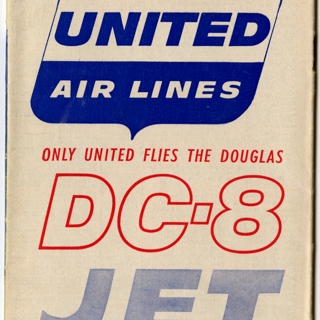 UNITED
AIR LINES
ONLY UNITED FLIES THE DOUGLAS
DC-8
JET